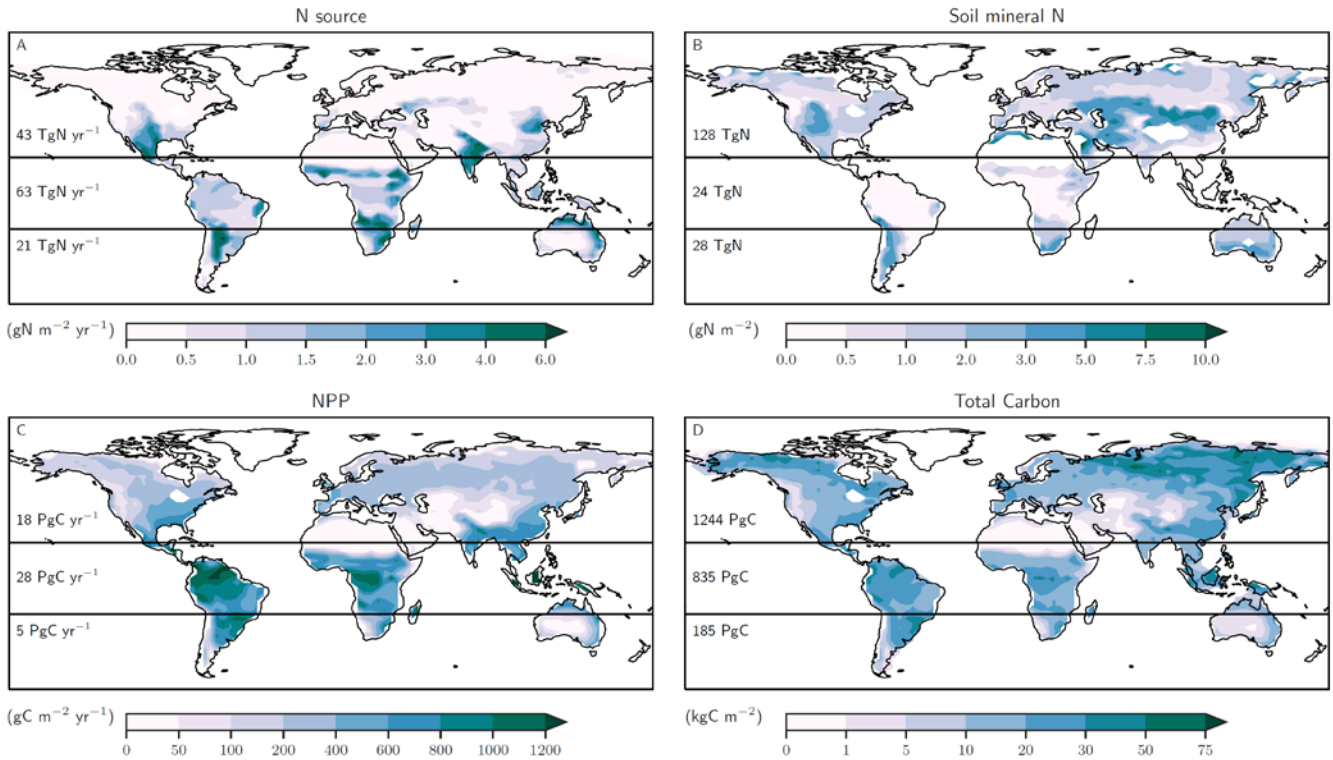 N source
A
43 TgN yr⁻¹
63 TgN yr⁻¹
21 TgN yr⁻¹
(gN m⁻² yr⁻¹)
0.0 0.5 1.0 1.5 2.0 3.0 4.0 6.0
Soil mineral N
B
128 TgN
24 TgN
28 TgN
(gN m⁻²)
0.0 0.5 1.0 2.0 3.0 5.0 7.5 10.0
NPP
C
18 PgC yr⁻¹
28 PgC yr⁻¹
5 PgC yr⁻¹
(gC m⁻² yr⁻¹)
0 50 100 200 400 600 800 1000 1200
Total Carbon
D
1244 PgC
835 PgC
185 PgC
(kgC m⁻²)
0 1 5 10 20 30 50 75